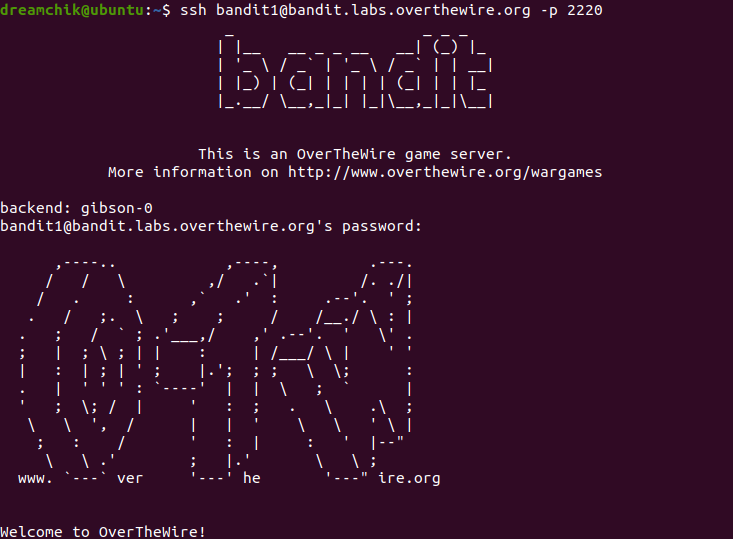 dreamchik@ubuntu:~$ ssh bandit1@bandit.labs.overthewire.org -p 2220
bandit
This is an OverTheWire game server.
More information on http://www.overthewire.org/wargames
backend: gibson-0
bandit1@bandit.labs.overthewire.org's password:
www. ver he ire.org
Welcome to OverTheWire!